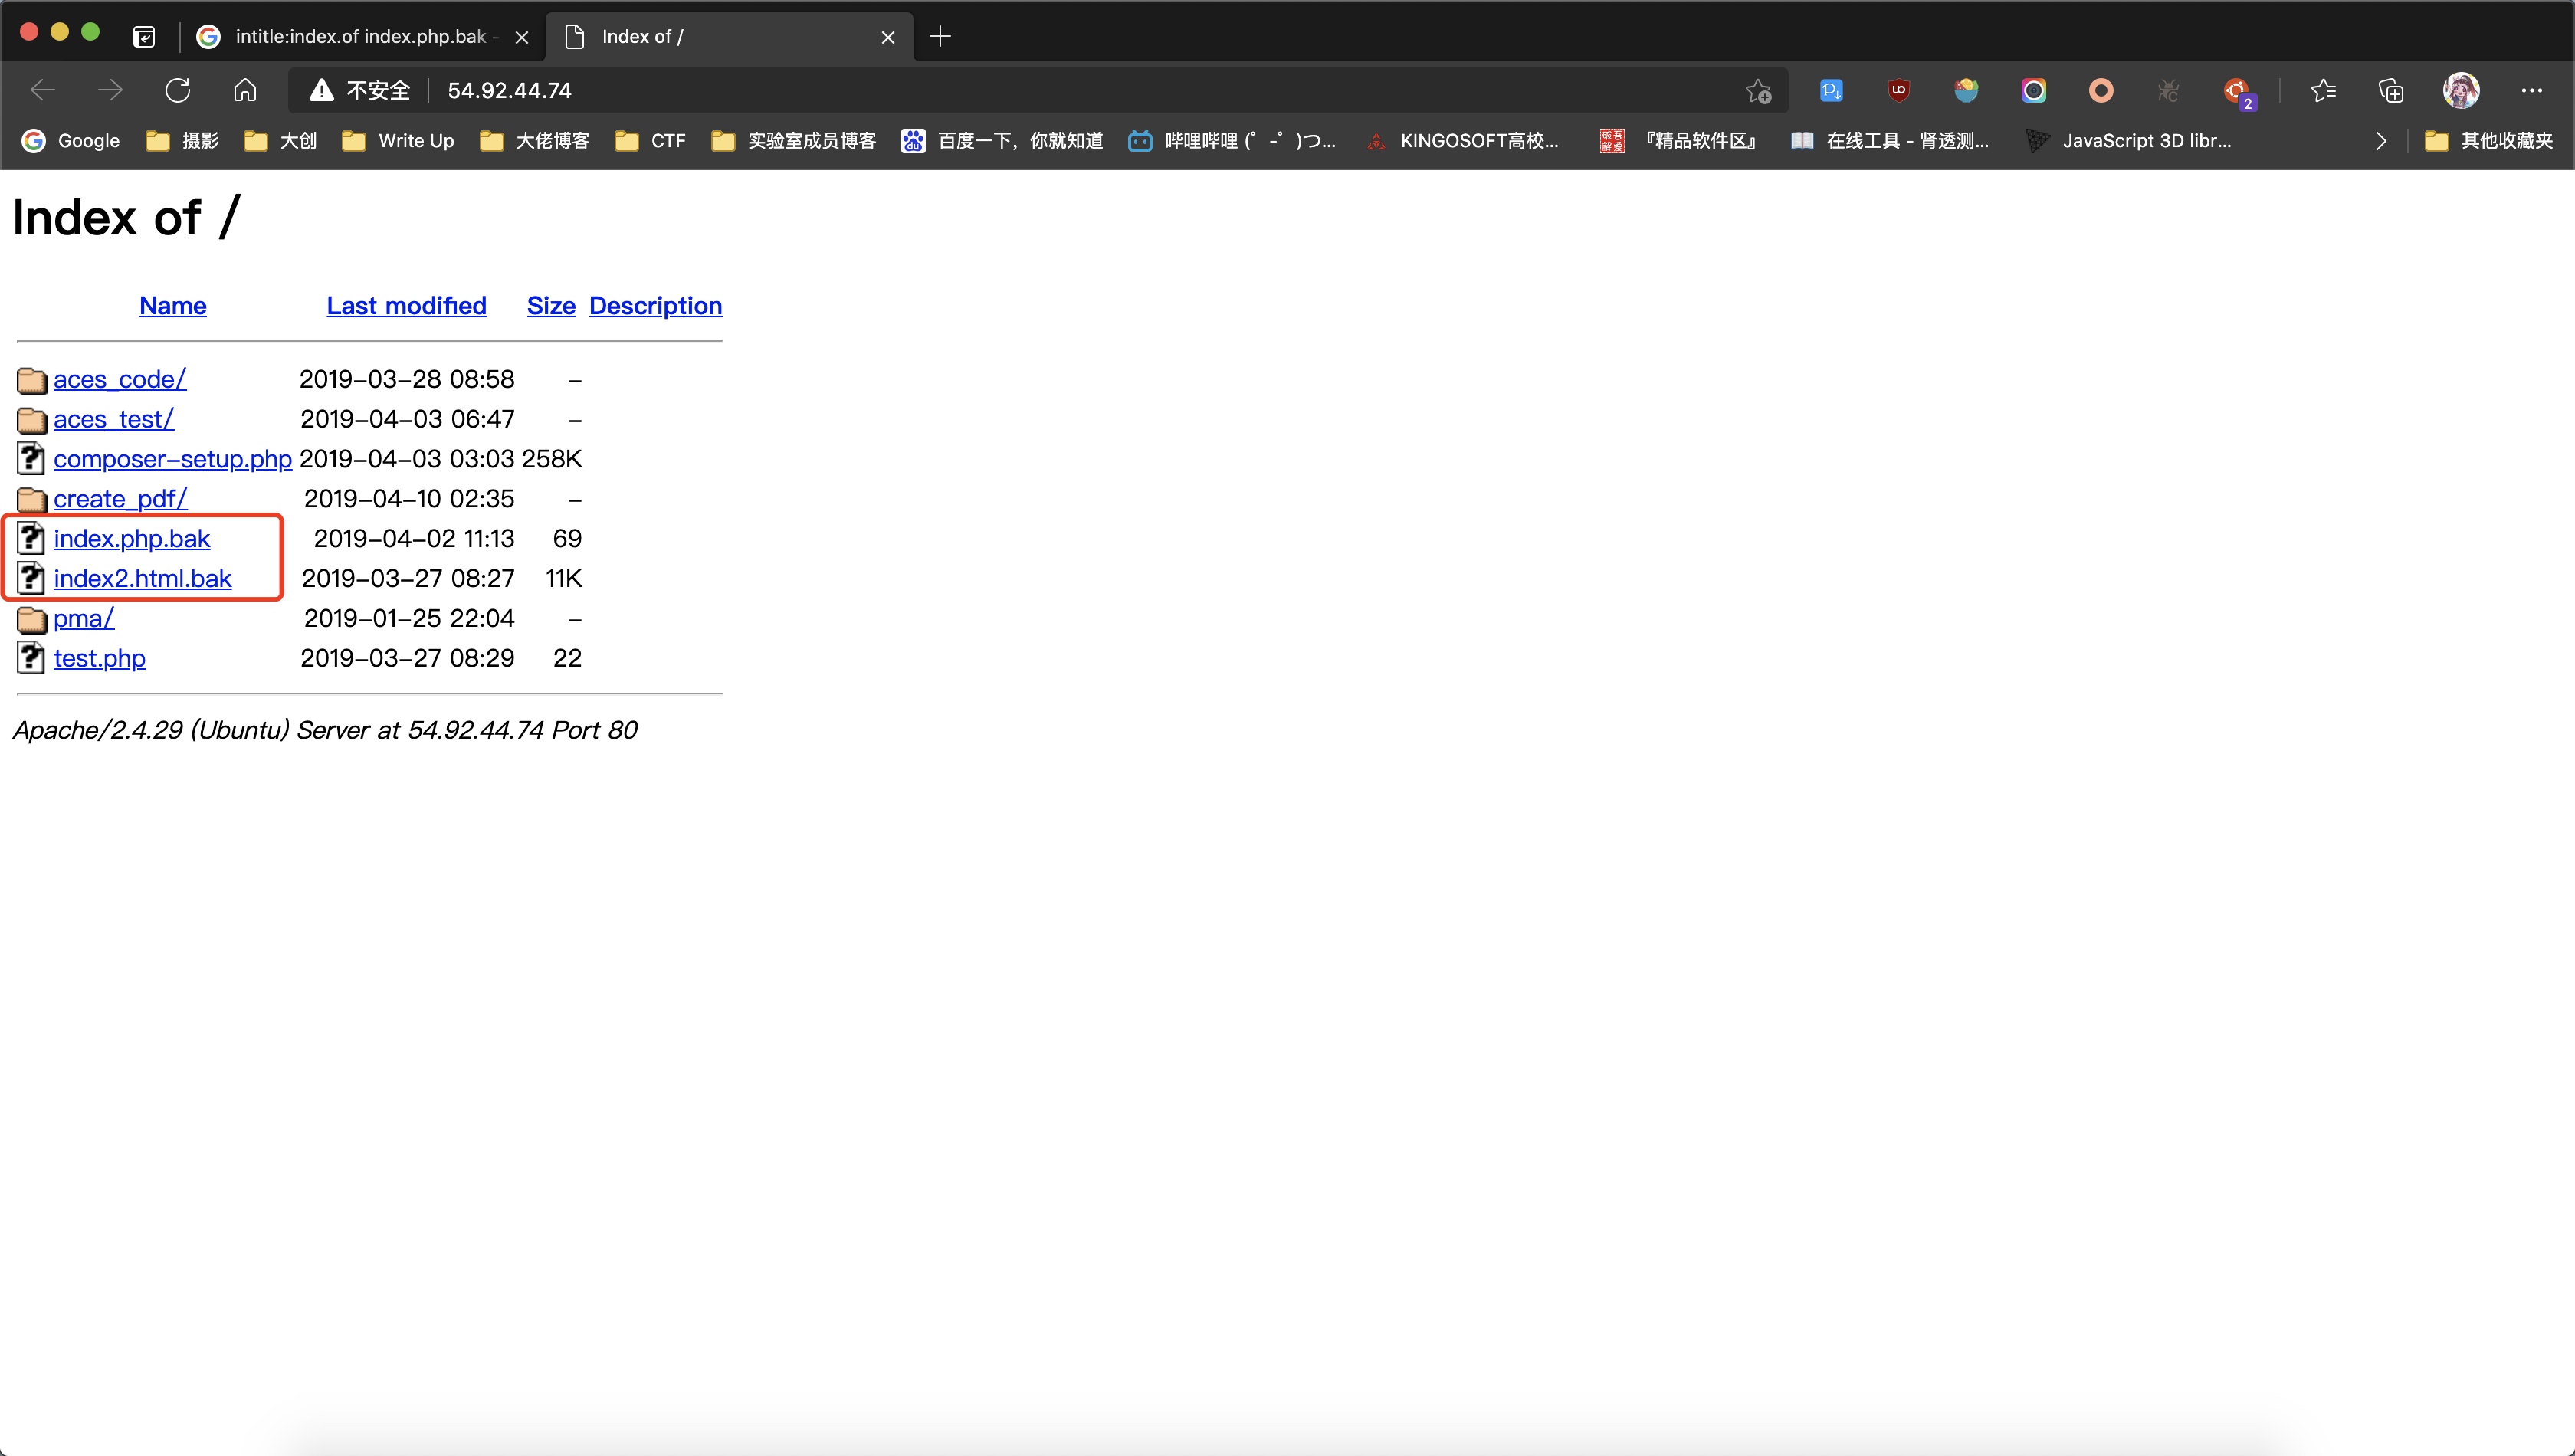 intitle:index.of index.php.bak -
Index of /
不安全 54.92.44.74
2
Google 摄影 大创 Write Up 大佬博客 CTF 实验室成员博客 百度一下，你就知道 哔哩哔哩 (゜-゜)つ... KINGOSOFT高校... 『精品软件区』 在线工具 - 肾透测... JavaScript 3D libr... 其他收藏夹
Index of /
Name Last modified Size Description
aces_code/ 2019-03-28 08:58 -
aces_test/ 2019-04-03 06:47 -
composer-setup.php 2019-04-03 03:03 258K
create_pdf/ 2019-04-10 02:35 -
index.php.bak 2019-04-02 11:13 69
index2.html.bak 2019-03-27 08:27 11K
pma/ 2019-01-25 22:04 -
test.php 2019-03-27 08:29 22
Apache/2.4.29 (Ubuntu) Server at 54.92.44.74 Port 80